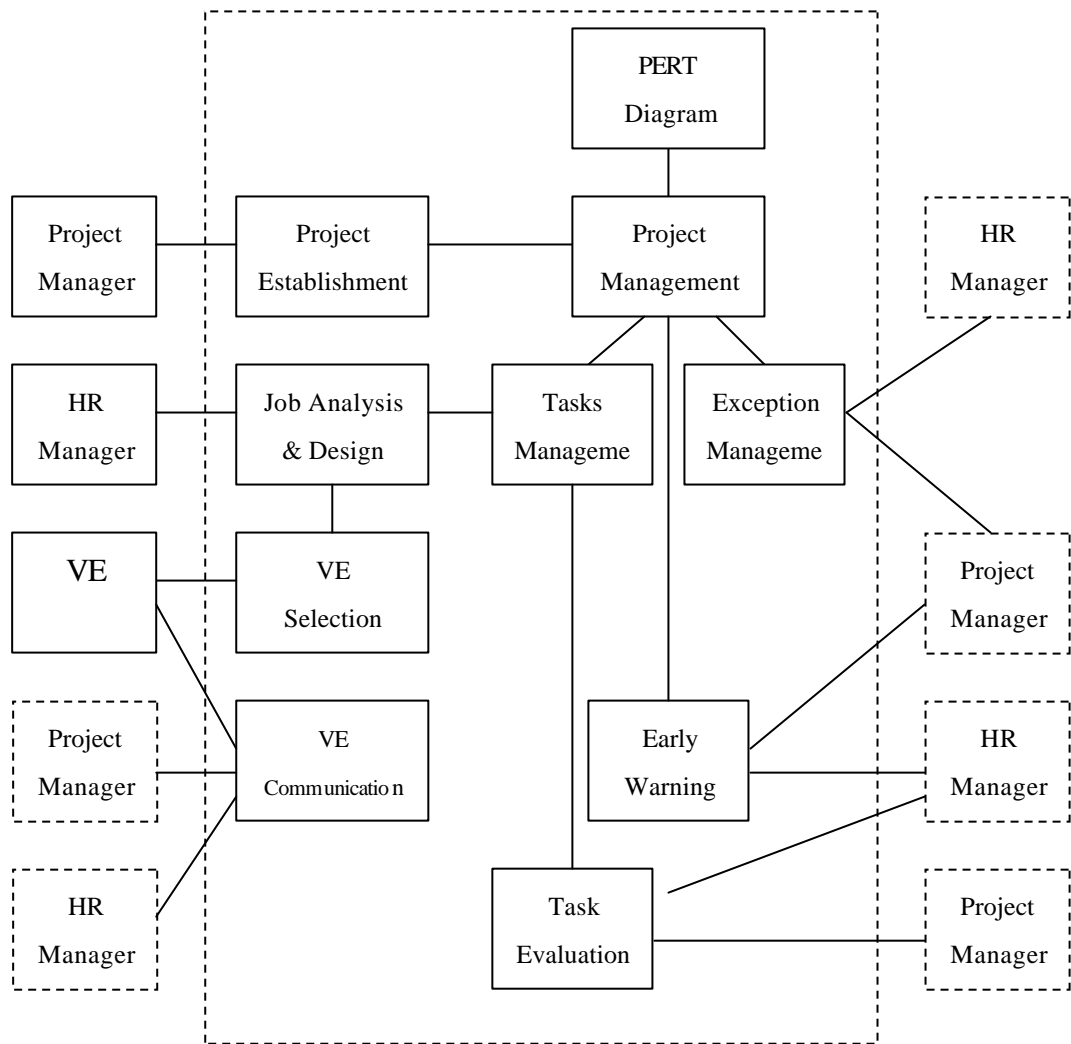 PERT
Diagram
Project
Manager
Project
Establishment
Project
Management
HR
Manager
HR
Manager
Job Analysis
& Design
Tasks
Manageme
Exception
Manageme
VE
VE
Selection
Project
Manager
Project
Manager
VE
Communication
Early
Warning
HR
Manager
HR
Manager
Task
Evaluation
Project
Manager